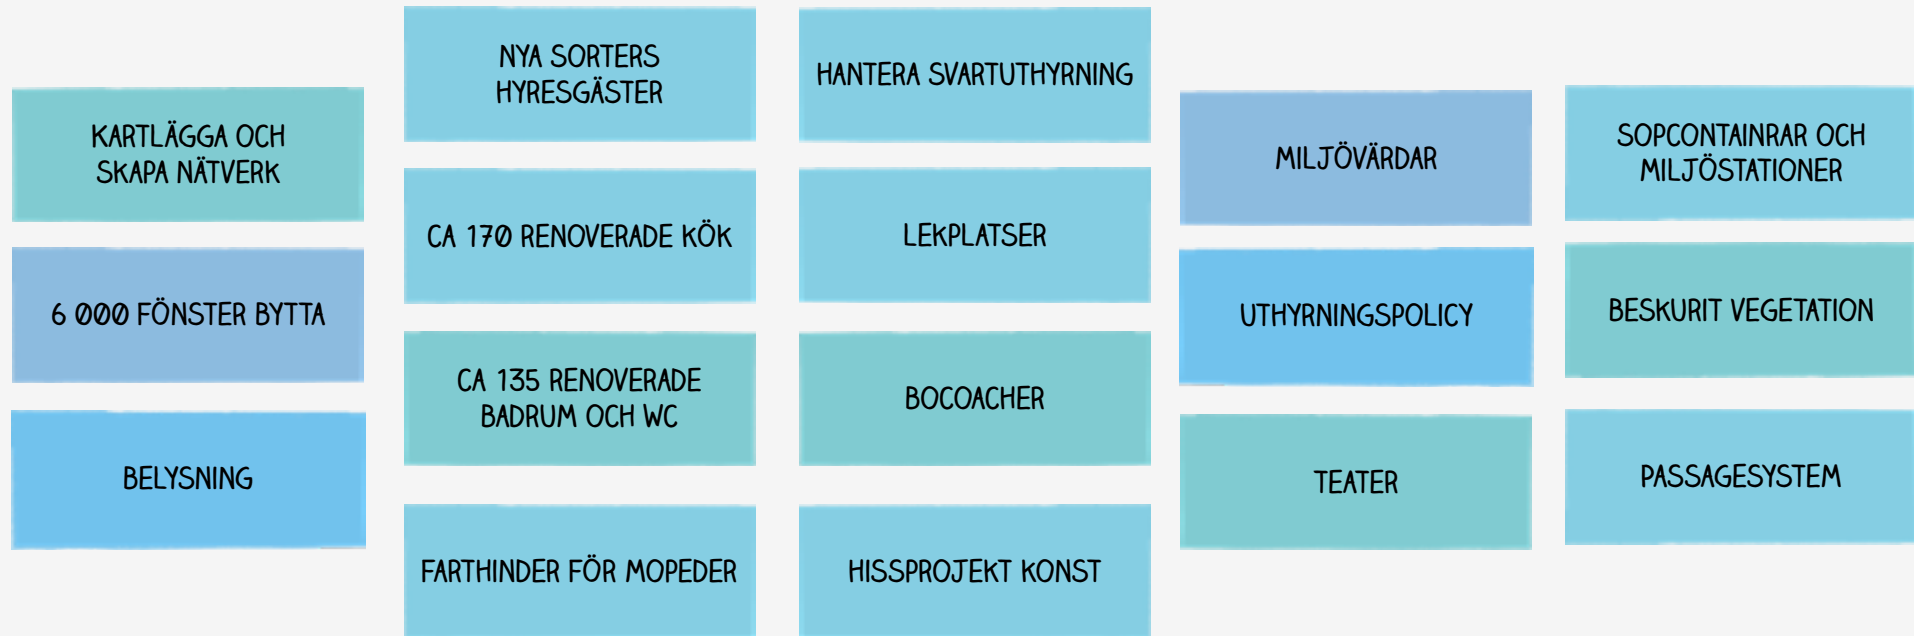 KARTLÄGGA OCH
SKAPA NÄTVERK
6 000 FÖNSTER BYTTA
BELYSNING
NYA SORTERS
HYRESGÄSTER
CA 170 RENOVERADE KÖK
CA 135 RENOVERADE
BADRUM OCH WC
FARTHINDER FÖR MOPEDER
HANTERA SVARTUTHYRNING
LEKPLATSER
BOCOACHER
HISSPROJEKT KONST
MILJÖVÄRDAR
UTHYRNINGSPOLICY
TEATER
SOPCONTAINRAR OCH
MILJÖSTATIONER
BESKURIT VEGETATION
PASSAGESYSTEM